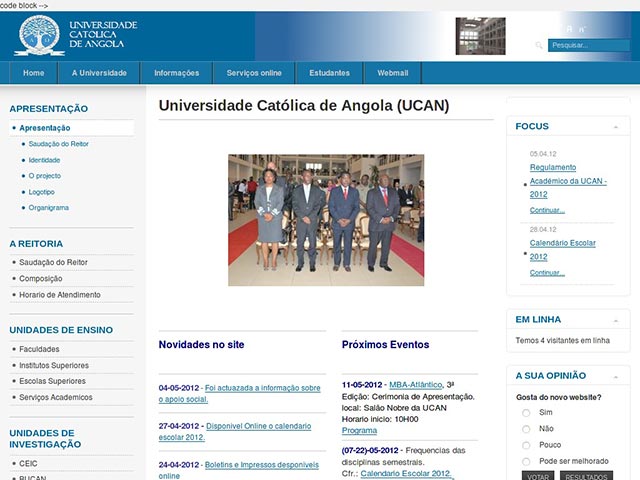 code block -->
UNIVERSIDADE
CATÓLICA
DE ANGOLA
Pesquisar...
Home
A Universidade
Informações
Serviços online
Estudantes
Webmail
APRESENTAÇÃO
Apresentação
Saudação do Reitor
Identidade
O projecto
Logotipo
Organigrama
A REITORIA
Saudação do Reitor
Composição
Horario de Atendimento
UNIDADES DE ENSINO
Faculdades
Institutos Superiores
Escolas Superiores
Serviços Academicos
UNIDADES DE
INVESTIGAÇÃO
CEIC
Universidade Católica de Angola (UCAN)
Novidades no site
04-05-2012 - Foi actuazada a informação sobre
o apoio social.
27-04-2012 - Disponivel Online o calendario
escolar 2012.
24-04-2012 - Boletins e Impressos desponiveis
online
Próximos Eventos
11-05-2012 - MBA-Atlântico, 3ª
Edição: Cerimonia de Apresentação.
local: Salão Nobre da UCAN
Horario inicio: 10H00
Programa
(07-22)-05-2012 - Frequencias das
disciplinas semestrais.
Cfr.: Calendario Escolar 2012.
FOCUS
05.04.12
Regulamento
Académico da UCAN -
2012
Continuar...
28.04.12
Calendário Escolar
2012
Continuar...
EM LINHA
Temos 4 visitantes em linha
A SUA OPINIÃO
Gosta do novo website?
Sim
Não
Pouco
Pode ser melhorado
VOTAR
RESULTADOS